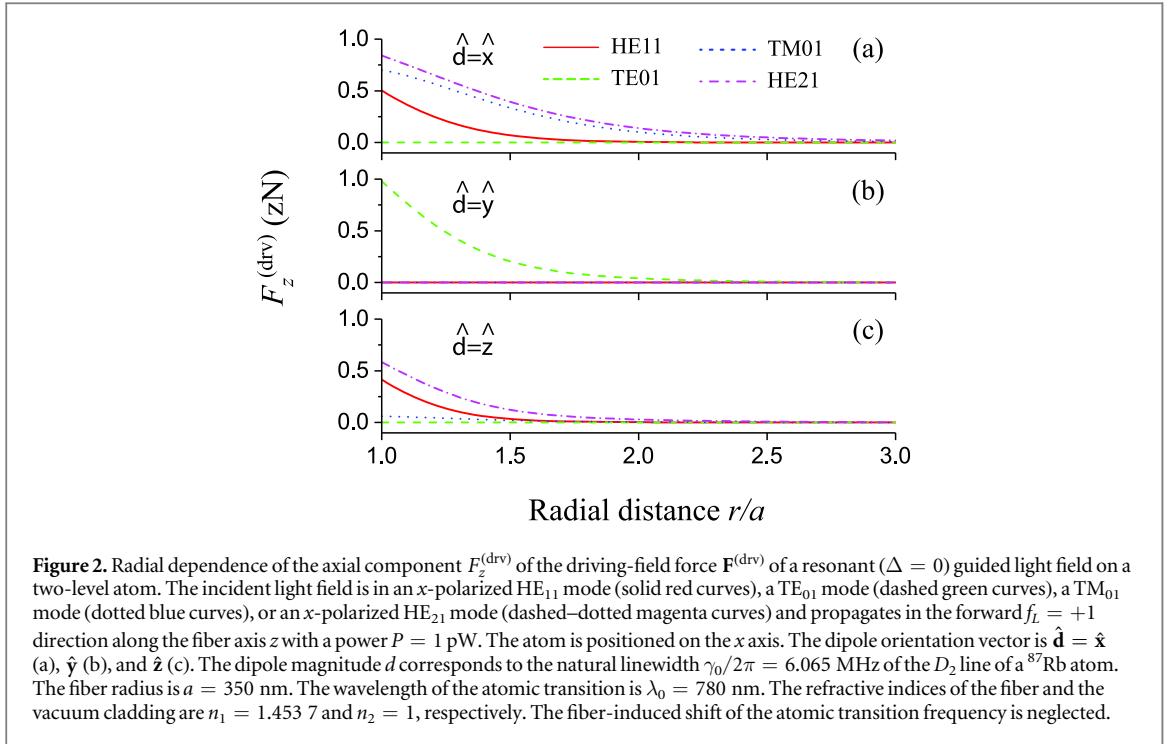 1.0
0.5
0.0
d̂=x̂
HE11
TE01
TM01
HE21
(a)
F_z^(drv) (zN)
1.0
0.5
0.0
d̂=ŷ
(b)
1.0
0.5
0.0
d̂=ẑ
(c)
1.0 1.5 2.0 2.5 3.0
Radial distance r/a
Figure 2. Radial dependence of the axial component F_z^(drv) of the driving-field force F^(drv) of a resonant (Δ = 0) guided light field on a
two-level atom. The incident light field is in an x-polarized HE₁₁ mode (solid red curves), a TE₀₁ mode (dashed green curves), a TM₀₁
mode (dotted blue curves), or an x-polarized HE₂₁ mode (dashed–dotted magenta curves) and propagates in the forward f_L = +1
direction along the fiber axis z with a power P = 1 pW. The atom is positioned on the x axis. The dipole orientation vector is d̂ = x̂
(a), ŷ (b), and ẑ (c). The dipole magnitude d corresponds to the natural linewidth γ₀/2π = 6.065 MHz of the D₂ line of a ⁸⁷Rb atom.
The fiber radius is a = 350 nm. The wavelength of the atomic transition is λ₀ = 780 nm. The refractive indices of the fiber and the
vacuum cladding are n₁ = 1.453 7 and n₂ = 1, respectively. The fiber-induced shift of the atomic transition frequency is neglected.